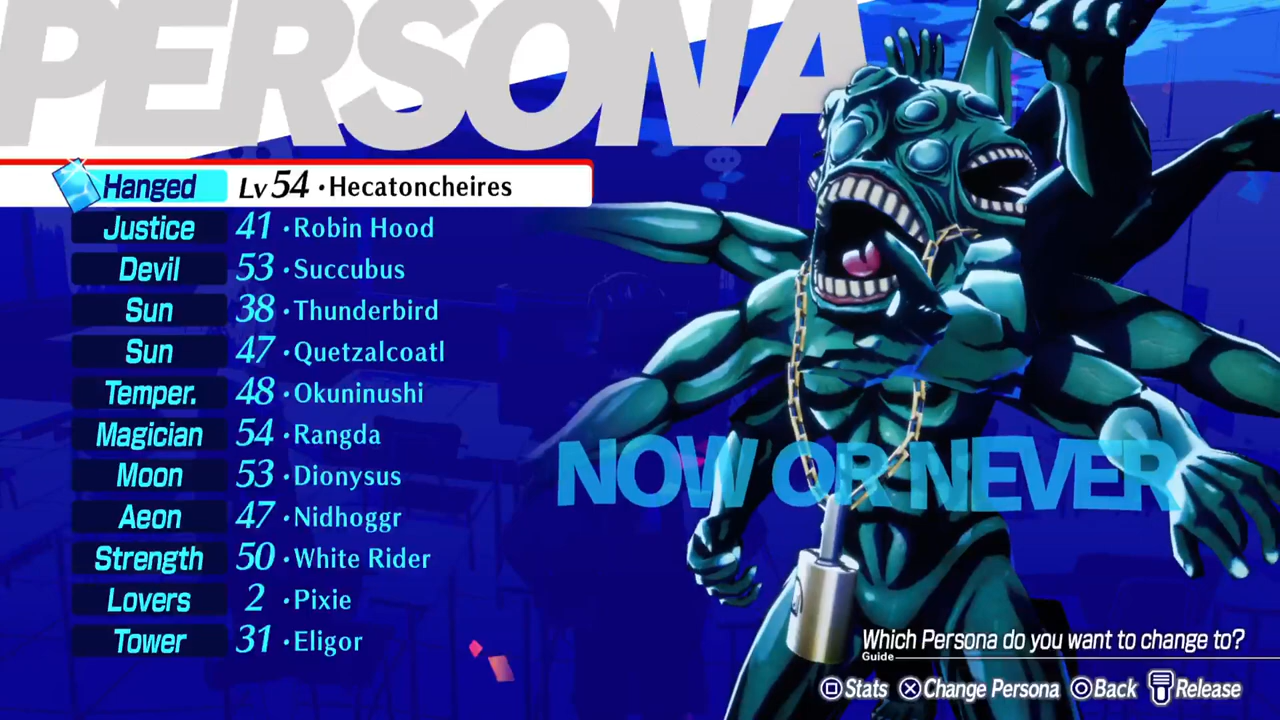 PERSONA
Hanged Lv 54 · Hecatoncheires
Justice 41 · Robin Hood
Devil 53 · Succubus
Sun 38 · Thunderbird
Sun 47 · Quetzalcoatl
Temper. 48 · Okuninushi
Magician 54 · Rangda
Moon 53 · Dionysus
Aeon 47 · Nidhoggr
Strength 50 · White Rider
Lovers 2 · Pixie
Tower 31 · Eligor
NOW OR NEVER
Which Persona do you want to change to?
Guide
Stats Change Persona Back Release